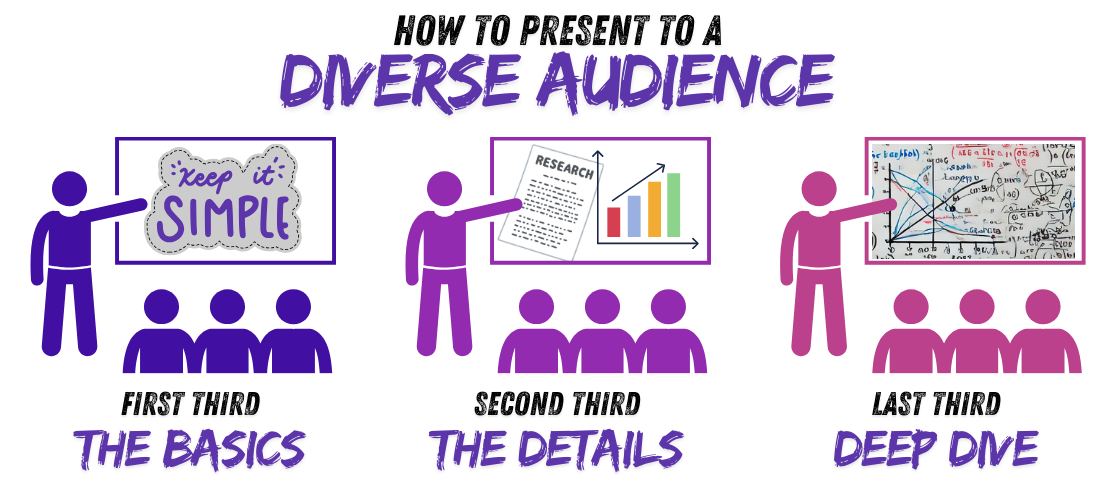 HOW TO PRESENT TO A
DIVERSE AUDIENCE
Keep it
SIMPLE
RESEARCH
FIRST THIRD
THE BASICS
SECOND THIRD
THE DETAILS
LAST THIRD
DEEP DIVE